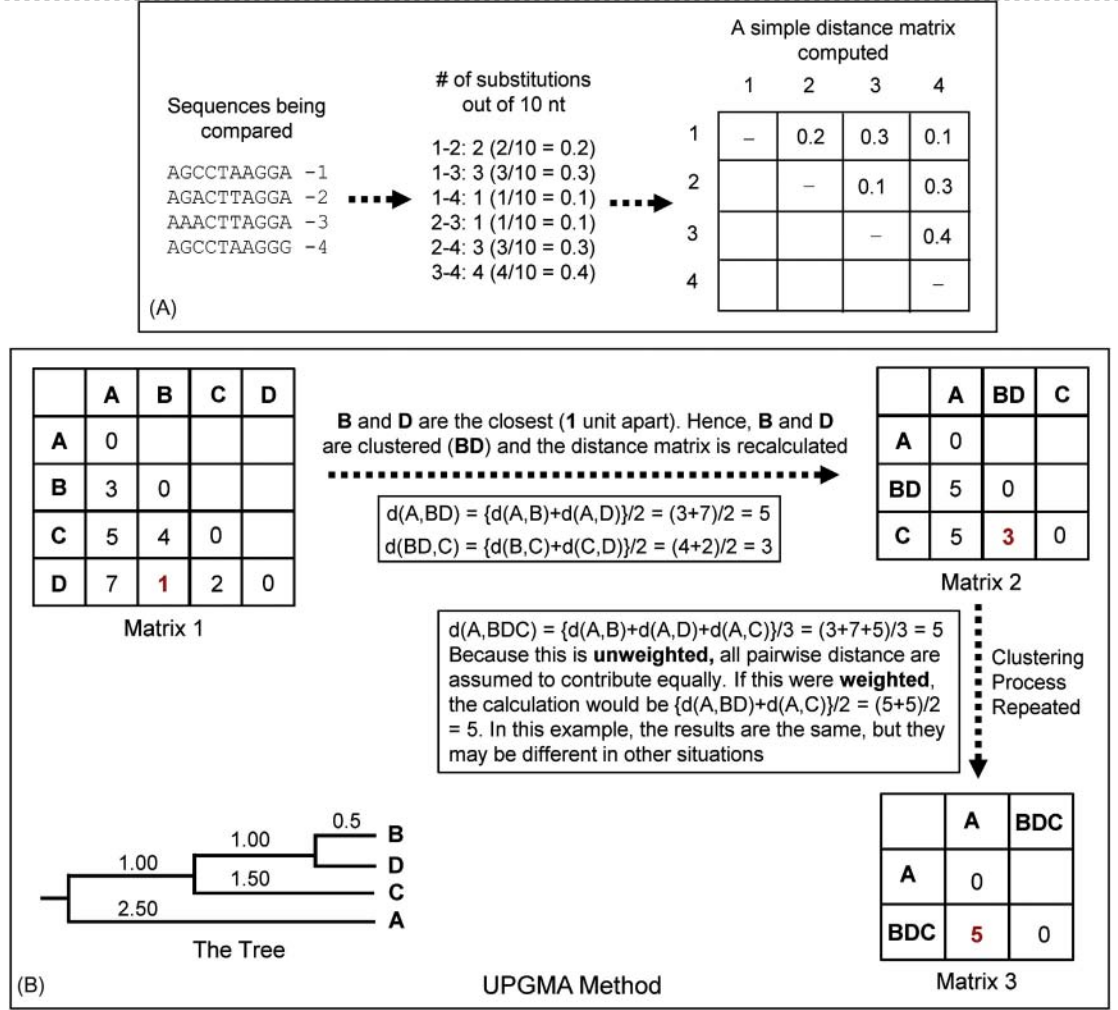 A simple distance matrix
computed
# of substitutions
out of 10 nt
Sequences being
compared
1 2 3 4
AGCCTAAGGA -1
AGACTTAGGA -2
AAACTTAGGA -3
AGCCTAAGGG -4
1-2: 2 (2/10 = 0.2)
1-3: 3 (3/10 = 0.3)
1-4: 1 (1/10 = 0.1)
2-3: 1 (1/10 = 0.1)
2-4: 3 (3/10 = 0.3)
3-4: 4 (4/10 = 0.4)
1 – 0.2 0.3 0.1
2 – 0.1 0.3
3 – 0.4
4 –
(A)
A B C D
A 0
B 3 0
C 5 4 0
D 7 1 2 0
Matrix 1
B and D are the closest (1 unit apart). Hence, B and D
are clustered (BD) and the distance matrix is recalculated
d(A,BD) = {d(A,B)+d(A,D)}/2 = (3+7)/2 = 5
d(BD,C) = {d(B,C)+d(C,D)}/2 = (4+2)/2 = 3
A BD C
A 0
BD 5 0
C 5 3 0
Matrix 2
d(A,BDC) = {d(A,B)+d(A,D)+d(A,C)}/3 = (3+7+5)/3 = 5
Because this is unweighted, all pairwise distance are
assumed to contribute equally. If this were weighted,
the calculation would be {d(A,BD)+d(A,C)}/2 = (5+5)/2
= 5. In this example, the results are the same, but they
may be different in other situations
Clustering
Process
Repeated
A BDC
A 0
BDC 5 0
Matrix 3
0.5 B
1.00
D
1.00
1.50 C
2.50 A
The Tree
(B)
UPGMA Method